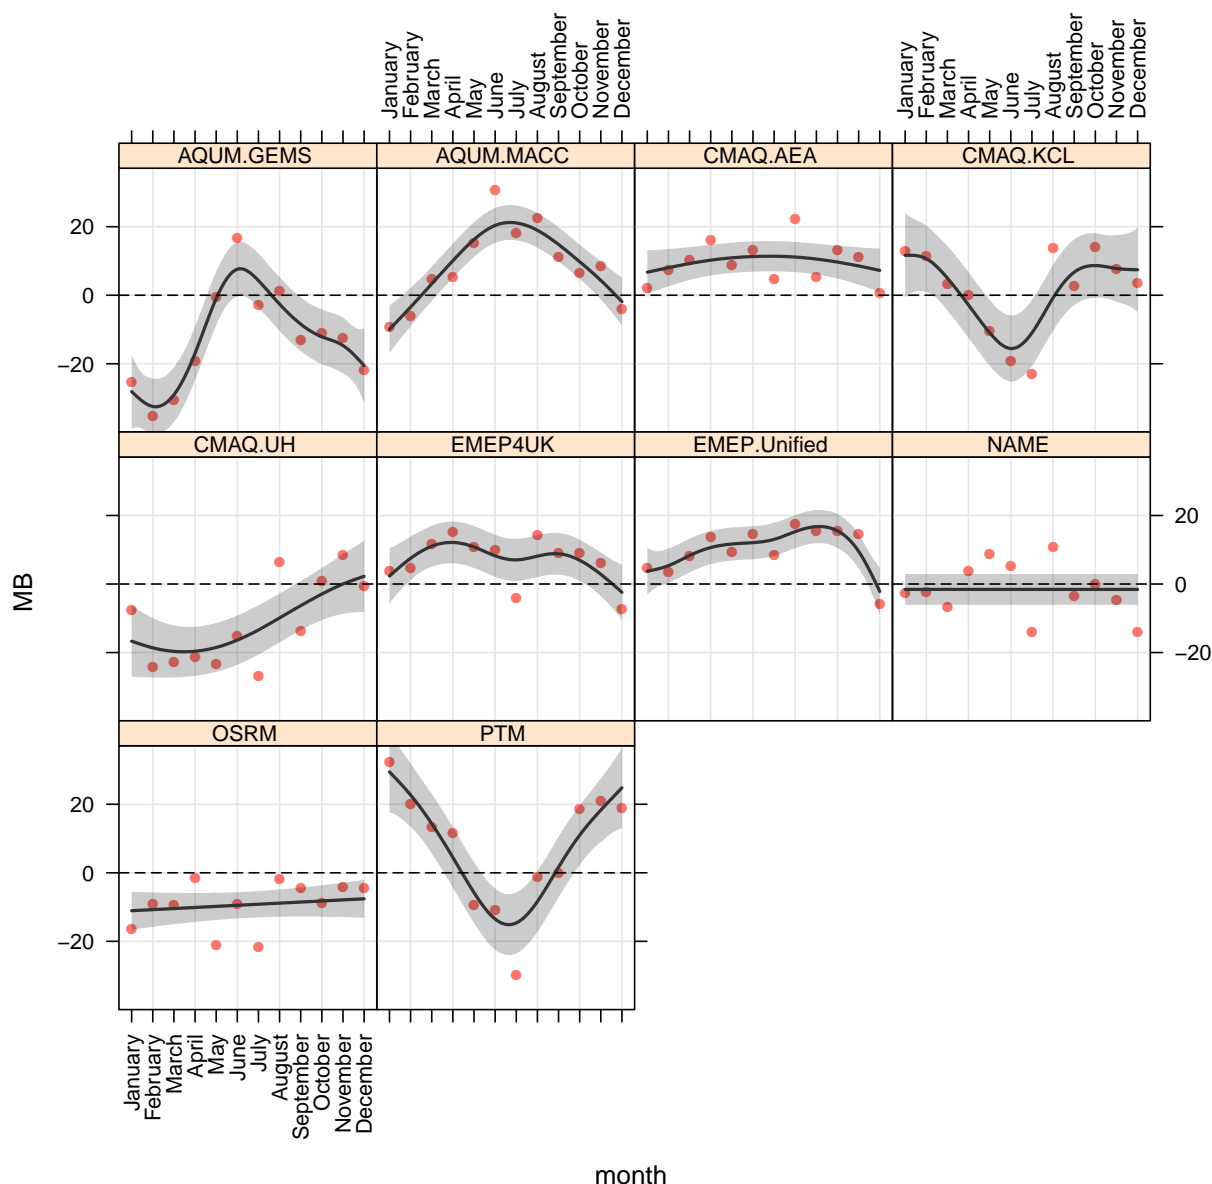 January
February
March
April
May
June
July
August
September
October
November
December
January
February
March
April
May
June
July
August
September
October
November
December
AQUM.GEMS
AQUM.MACC
CMAQ.AEA
CMAQ.KCL
20
0
−20
CMAQ.UH
EMEP4UK
EMEP.Unified
NAME
20
0
−20
MB
OSRM
PTM
20
0
−20
January
February
March
April
May
June
July
August
September
October
November
December
month